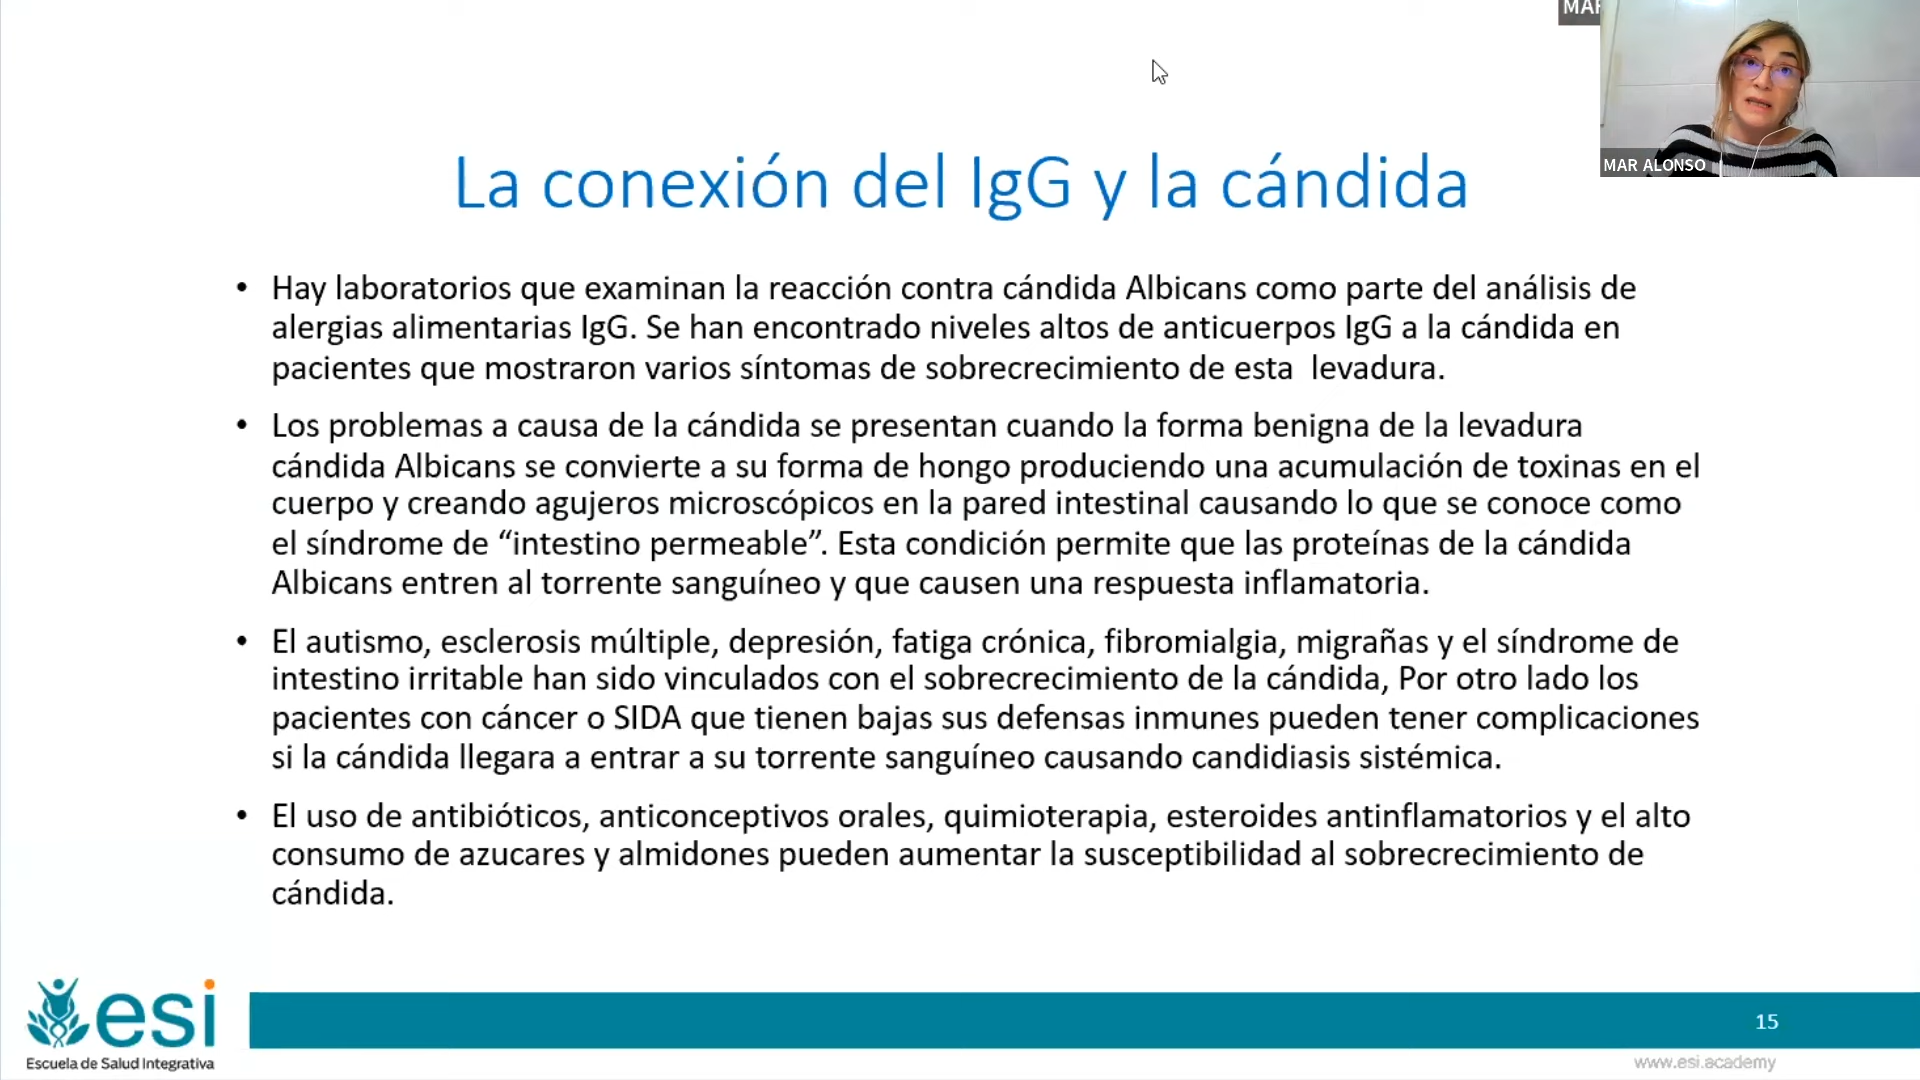 MAR ALONSO
La conexión del IgG y la cándida
• Hay laboratorios que examinan la reacción contra cándida Albicans como parte del análisis de
alergias alimentarias IgG. Se han encontrado niveles altos de anticuerpos IgG a la cándida en
pacientes que mostraron varios síntomas de sobrecrecimiento de esta levadura.
• Los problemas a causa de la cándida se presentan cuando la forma benigna de la levadura
cándida Albicans se convierte a su forma de hongo produciendo una acumulación de toxinas en el
cuerpo y creando agujeros microscópicos en la pared intestinal causando lo que se conoce como
el síndrome de “intestino permeable”. Esta condición permite que las proteínas de la cándida
Albicans entren al torrente sanguíneo y que causen una respuesta inflamatoria.
• El autismo, esclerosis múltiple, depresión, fatiga crónica, fibromialgia, migrañas y el síndrome de
intestino irritable han sido vinculados con el sobrecrecimiento de la cándida, Por otro lado los
pacientes con cáncer o SIDA que tienen bajas sus defensas inmunes pueden tener complicaciones
si la cándida llegara a entrar a su torrente sanguíneo causando candidiasis sistémica.
• El uso de antibióticos, anticonceptivos orales, quimioterapia, esteroides antinflamatorios y el alto
consumo de azucares y almidones pueden aumentar la susceptibilidad al sobrecrecimiento de
cándida.
esi
Escuela de Salud Integrativa
15
www.esi.academy